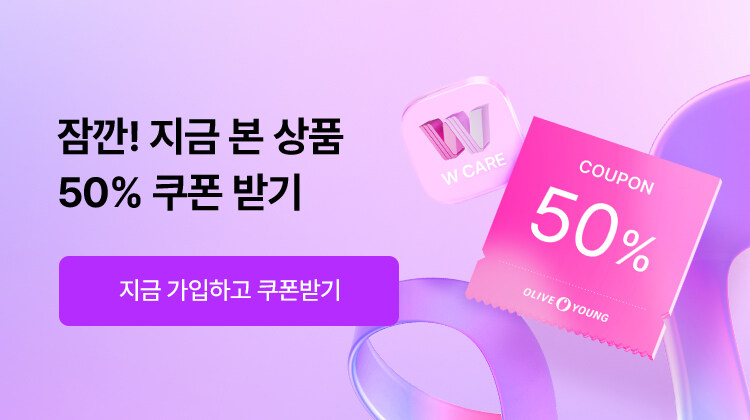 잠깐! 지금 본 상품
50% 쿠폰 받기
지금 가입하고 쿠폰받기
W CARE
COUPON
50%
OLIVE YOUNG